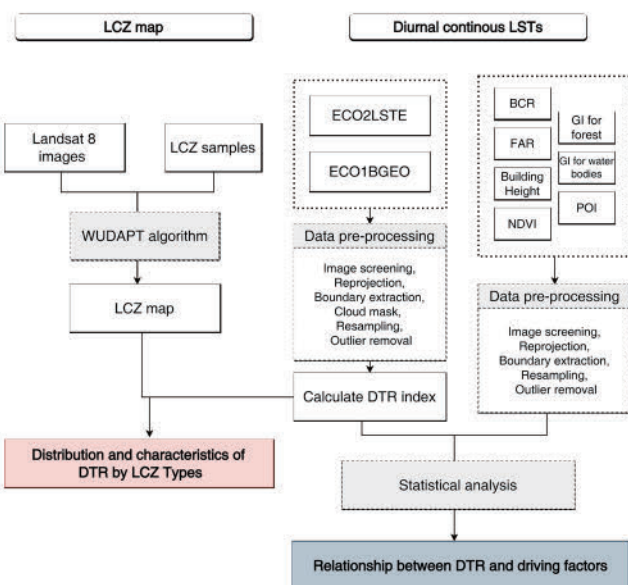 LCZ map
Diurnal continous LSTs
Landsat 8
images
LCZ samples
WUDAPT algorithm
LCZ map
ECO2LSTE
ECO1BGEO
Data pre-processing
Image screening,
Reprojection,
Boundary extraction,
Cloud mask,
Resampling,
Outlier removal
BCR
FAR
Building
Height
NDVI
GI for
forest
GI for water
bodies
POI
Data pre-processing
Image screening,
Reprojection,
Boundary extraction,
Resampling,
Outlier removal
Calculate DTR index
Distribution and characteristics of
DTR by LCZ Types
Statistical analysis
Relationship between DTR and driving factors